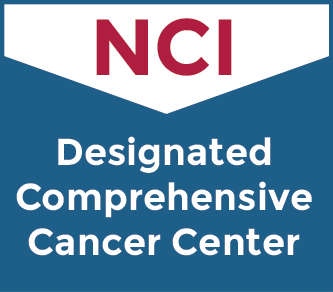 NCI
Designated
Comprehensive
Cancer Center